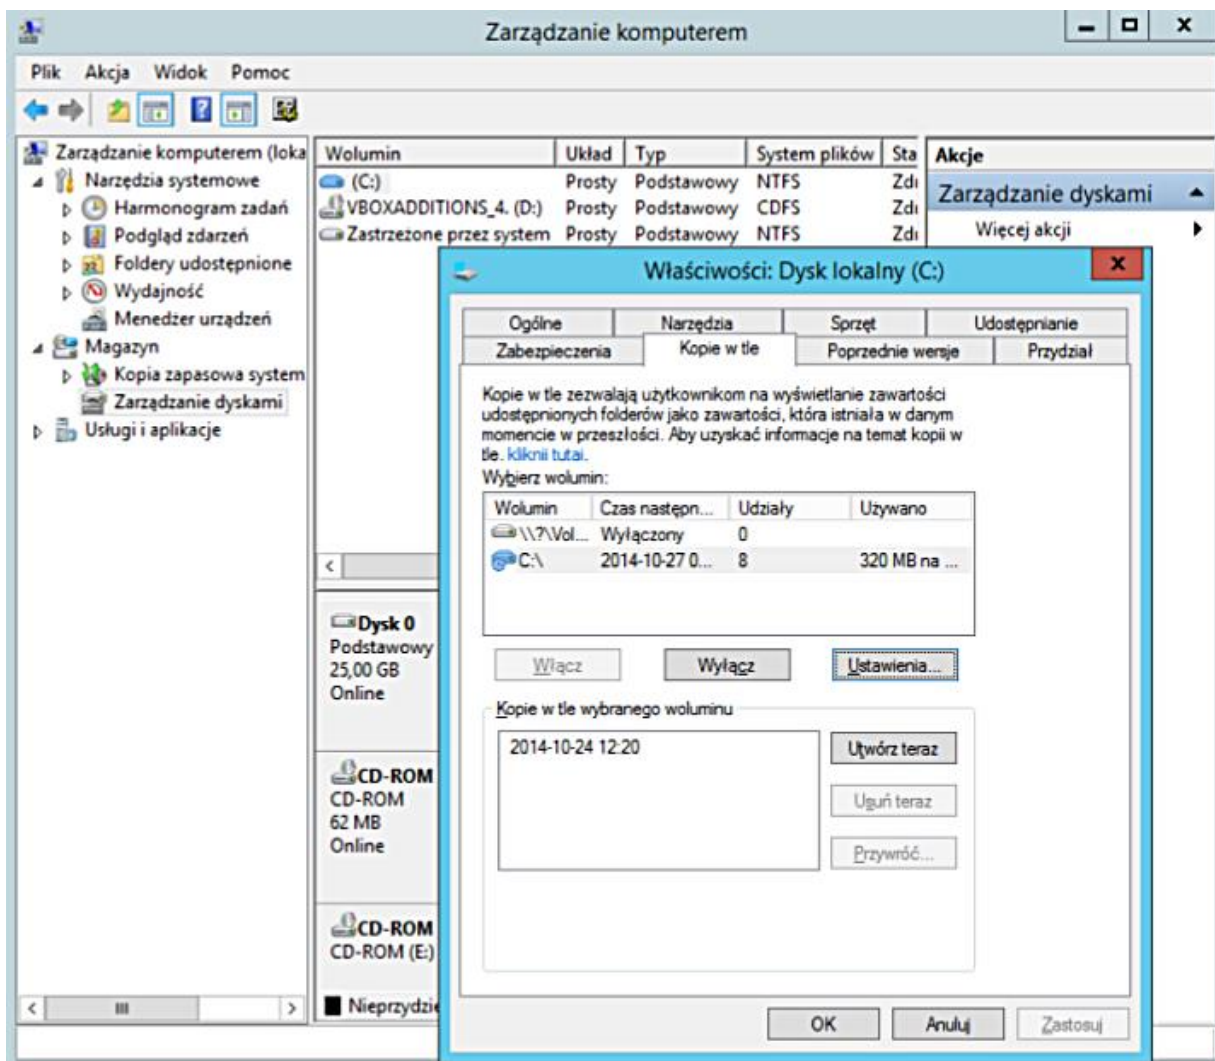 Zarządzanie komputerem
Plik Akcja Widok Pomoc
Zarządzanie komputerem (loka
Narzędzia systemowe
Harmonogram zadań
Podgląd zdarzeń
Foldery udostępnione
Wydajność
Menedżer urządzeń
Magazyn
Kopia zapasowa system
Zarządzanie dyskami
Usługi i aplikacje
Wolumin Układ Typ System plików Sta
(C:) Prosty Podstawowy NTFS Zdr
VBOXADDITIONS_4. (D:) Prosty Podstawowy CDFS Zdr
Zastrzeżone przez system Prosty Podstawowy NTFS Zdr
Akcje
Zarządzanie dyskami
Więcej akcji
Dysk 0
Podstawowy
25,00 GB
Online
CD-ROM
CD-ROM
62 MB
Online
CD-ROM
CD-ROM (E:)
Nieprzydzie
Właściwości: Dysk lokalny (C:)
Ogólne Narzędzia Sprzęt Udostępnianie
Zabezpieczenia Kopie w tle Poprzednie wersje Przydział
Kopie w tle zezwalają użytkownikom na wyświetlanie zawartości
udostępnionych folderów jako zawartości, która istniała w danym
momencie w przeszłości. Aby uzyskać informacje na temat kopii w
tle, kliknij tutaj.
Wybierz wolumin:
Wolumin Czas następn... Udziały Używano
\\?\Vol... Wyłączony 0
C:\ 2014-10-27 0... 8 320 MB na ...
Włącz Wyłącz Ustawienia...
Kopie w tle wybranego woluminu
2014-10-24 12:20
Utwórz teraz
Usuń teraz
Przywróć...
OK Anuluj Zastosuj